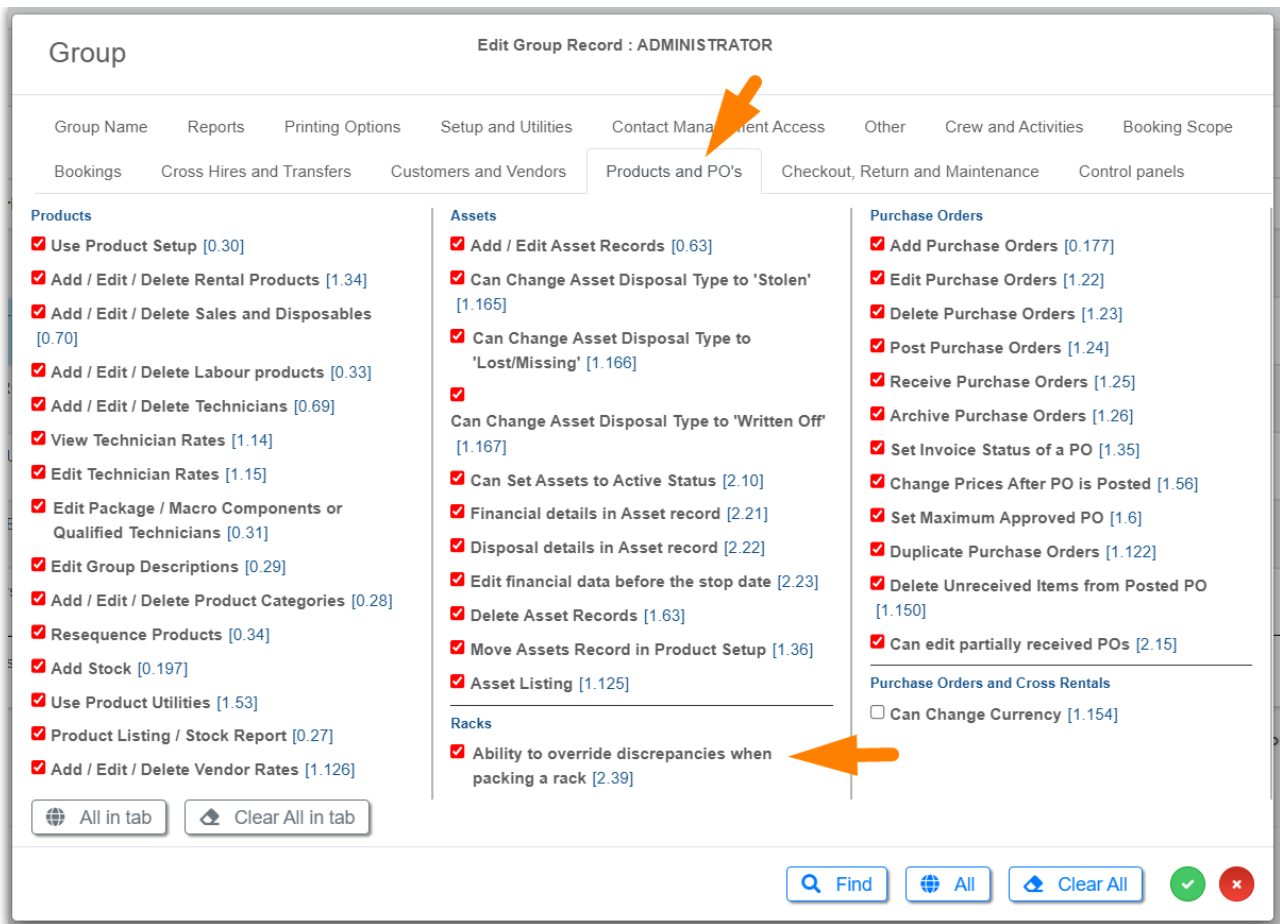 Group
Edit Group Record : ADMINISTRATOR
Group Name
Reports
Printing Options
Setup and Utilities
Contact Management Access
Other
Crew and Activities
Booking Scope
Bookings
Cross Hires and Transfers
Customers and Vendors
Products and PO's
Checkout, Return and Maintenance
Control panels
Products
Use Product Setup [0.30]
Add / Edit / Delete Rental Products [1.34]
Add / Edit / Delete Sales and Disposables
[0.70]
Add / Edit / Delete Labour products [0.33]
Add / Edit / Delete Technicians [0.69]
View Technician Rates [1.14]
Edit Technician Rates [1.15]
Edit Package / Macro Components or
Qualified Technicians [0.31]
Edit Group Descriptions [0.29]
Add / Edit / Delete Product Categories [0.28]
Resequence Products [0.34]
Add Stock [0.197]
Use Product Utilities [1.53]
Product Listing / Stock Report [0.27]
Add / Edit / Delete Vendor Rates [1.126]
Assets
Add / Edit Asset Records [0.63]
Can Change Asset Disposal Type to 'Stolen'
[1.165]
Can Change Asset Disposal Type to
'Lost/Missing' [1.166]
Can Change Asset Disposal Type to 'Written Off'
[1.167]
Can Set Assets to Active Status [2.10]
Financial details in Asset record [2.21]
Disposal details in Asset record [2.22]
Edit financial data before the stop date [2.23]
Delete Asset Records [1.63]
Move Assets Record in Product Setup [1.36]
Asset Listing [1.125]
Racks
Ability to override discrepancies when
packing a rack [2.39]
Purchase Orders
Add Purchase Orders [0.177]
Edit Purchase Orders [1.22]
Delete Purchase Orders [1.23]
Post Purchase Orders [1.24]
Receive Purchase Orders [1.25]
Archive Purchase Orders [1.26]
Set Invoice Status of a PO [1.35]
Change Prices After PO is Posted [1.56]
Set Maximum Approved PO [1.6]
Duplicate Purchase Orders [1.122]
Delete Unreceived Items from Posted PO
[1.150]
Can edit partially received POs [2.15]
Purchase Orders and Cross Rentals
Can Change Currency [1.154]
All in tab
Clear All in tab
Find
All
Clear All